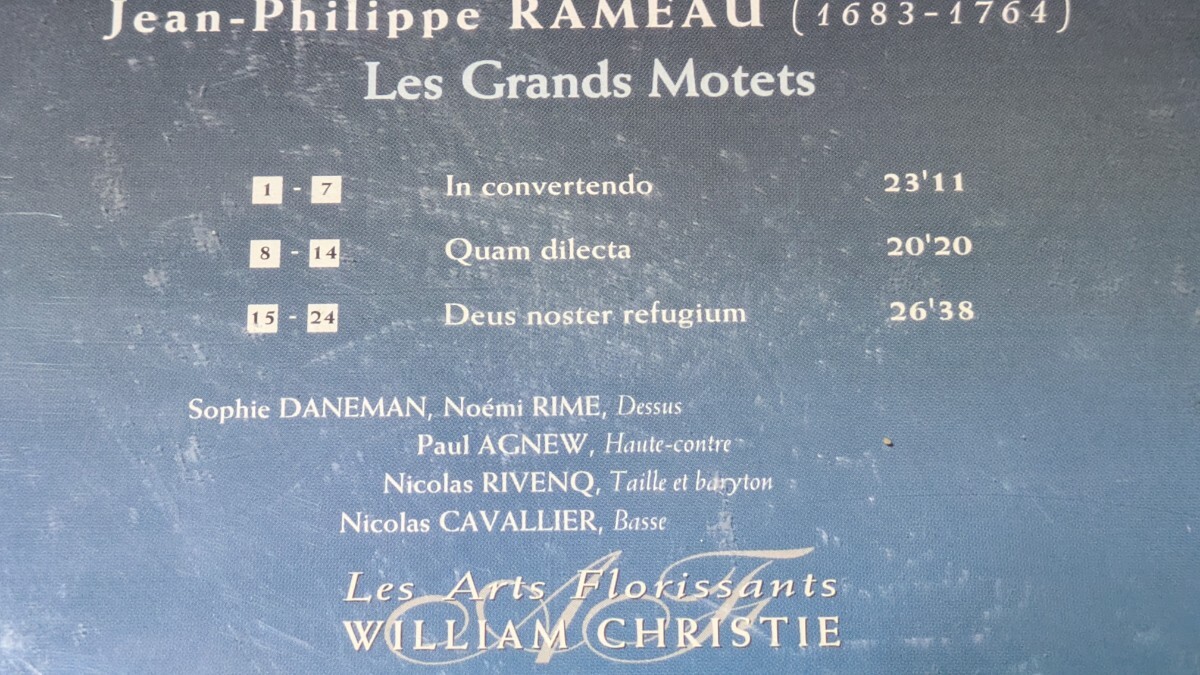 Jean-Philippe RAMEAU (1683-1764)
Les Grands Motets
1 - 7 In convertendo 23'11
8 - 14 Quam dilecta 20'20
15 - 24 Deus noster refugium 26'38
Sophie DANEMAN, Noémi RIME, Dessus
Paul AGNEW, Haute-contre
Nicolas RIVENQ, Taille et baryton
Nicolas CAVALLIER, Basse
AF
Les Arts Florissants
WILLIAM CHRISTIE